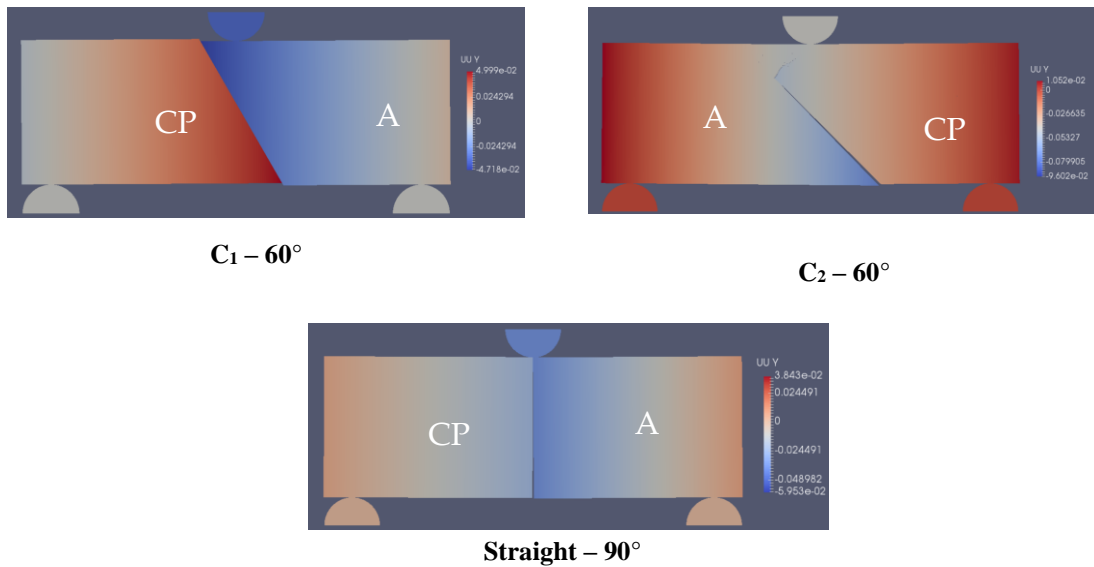 UU Y
4.999e-02
0.024294
0
-0.024294
-4.718e-02
CP
A
C₁ – 60°
UU Y
1.052e-02
0
-0.026635
-0.05327
-0.079905
-9.602e-02
A
CP
C₂ – 60°
UU Y
3.843e-02
0.024491
0
-0.024491
-0.048982
-5.953e-02
CP
A
Straight – 90°